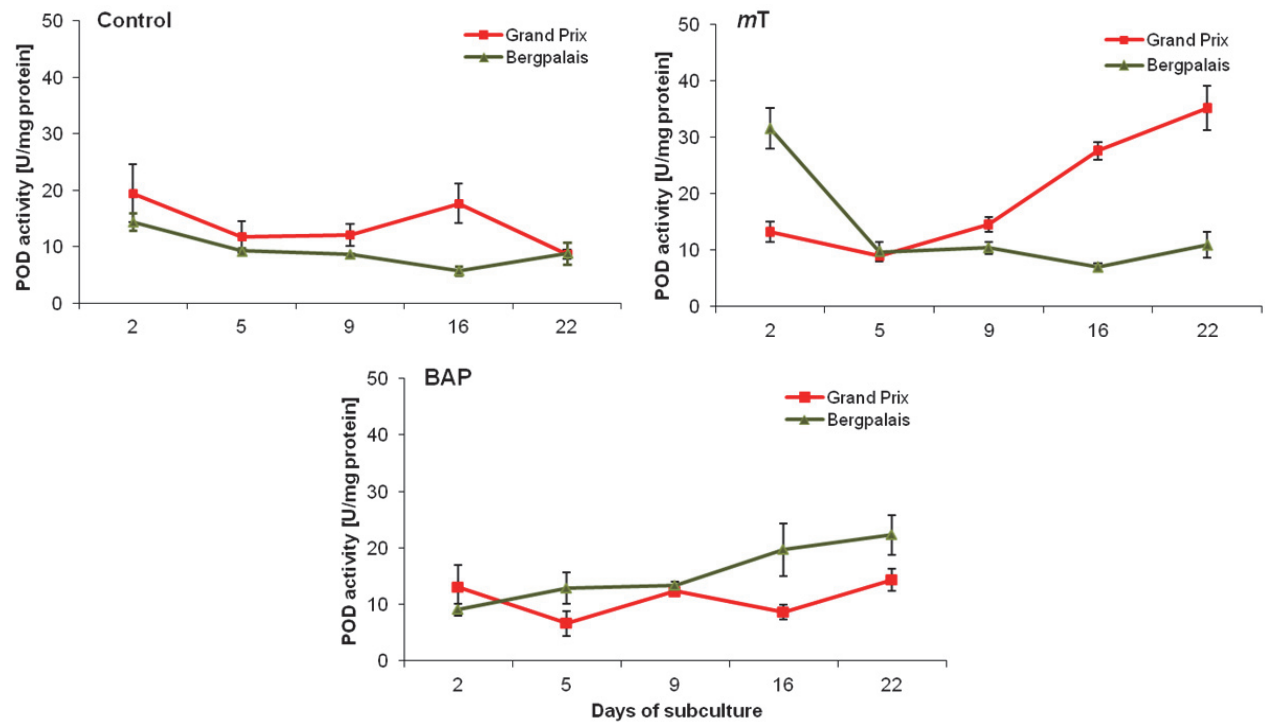 Control
POD activity [U/mg protein]
50
40
30
20
10
0
2 5 9 16 22
Grand Prix
Bergpalais
mT
POD activity [U/mg protein]
50
40
30
20
10
0
2 5 9 16 22
Grand Prix
Bergpalais
BAP
POD activity [U/mg protein]
50
40
30
20
10
0
2 5 9 16 22
Grand Prix
Bergpalais
Days of subculture